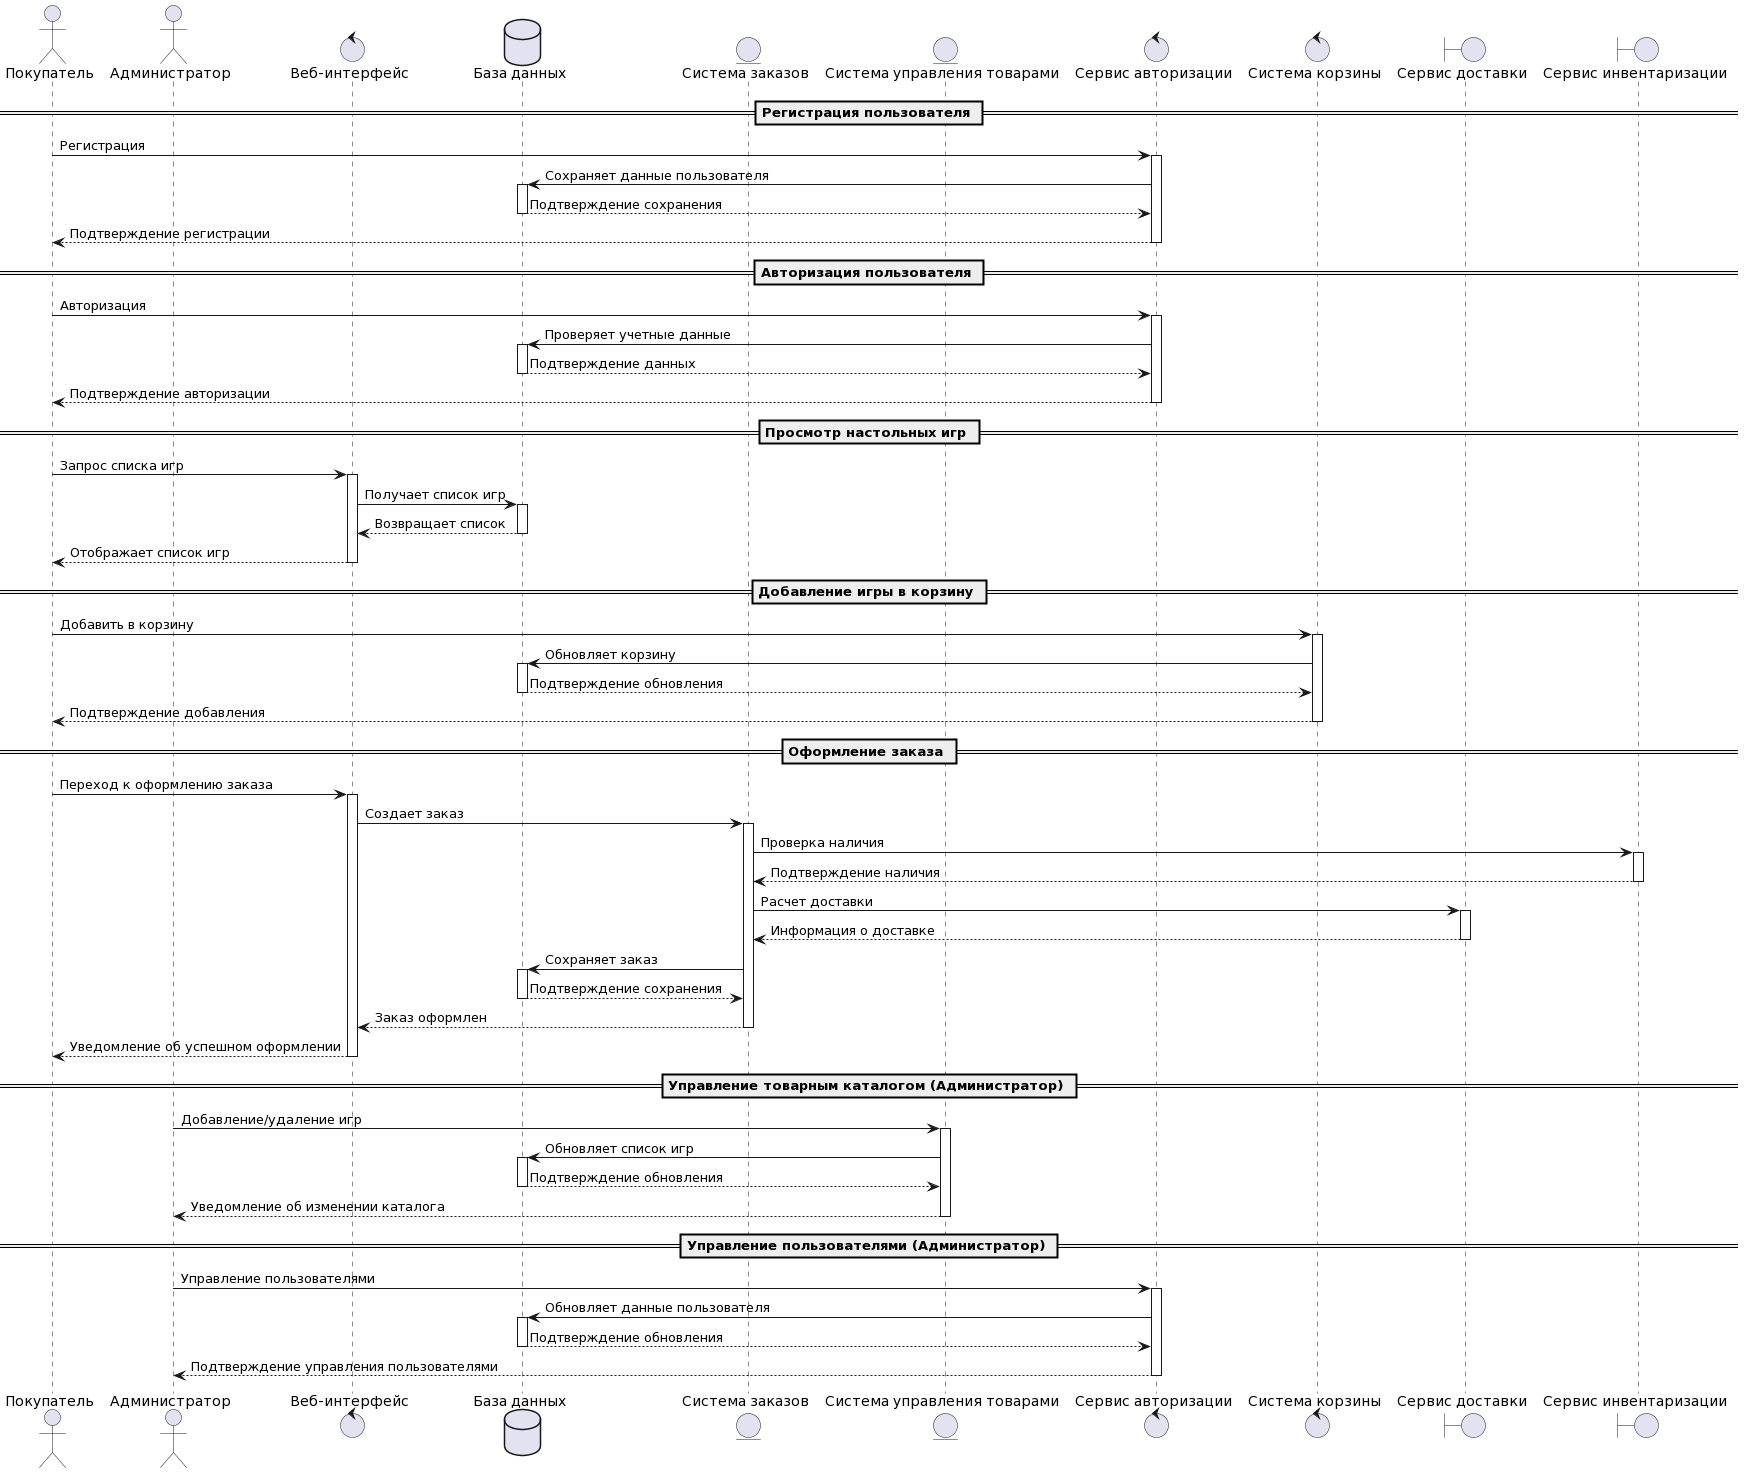 Покупатель
Администратор
Веб-интерфейс
База данных
Система заказов
Система управления товарами
Сервис авторизации
Система корзины
Сервис доставки
Сервис инвентаризации
Регистрация пользователя
Регистрация
Сохраняет данные пользователя
Подтверждение сохранения
Подтверждение регистрации
Авторизация пользователя
Авторизация
Проверяет учетные данные
Подтверждение данных
Подтверждение авторизации
Просмотр настольных игр
Запрос списка игр
Получает список игр
Возвращает список
Отображает список игр
Добавление игры в корзину
Добавить в корзину
Обновляет корзину
Подтверждение обновления
Подтверждение добавления
Оформление заказа
Переход к оформлению заказа
Создает заказ
Проверка наличия
Подтверждение наличия
Расчет доставки
Информация о доставке
Сохраняет заказ
Подтверждение сохранения
Заказ оформлен
Уведомление об успешном оформлении
Управление товарным каталогом (Администратор)
Добавление/удаление игр
Обновляет список игр
Подтверждение обновления
Уведомление об изменении каталога
Управление пользователями (Администратор)
Управление пользователями
Обновляет данные пользователя
Подтверждение обновления
Подтверждение управления пользователями
Покупатель
Администратор
Веб-интерфейс
База данных
Система заказов
Система управления товарами
Сервис авторизации
Система корзины
Сервис доставки
Сервис инвентаризации